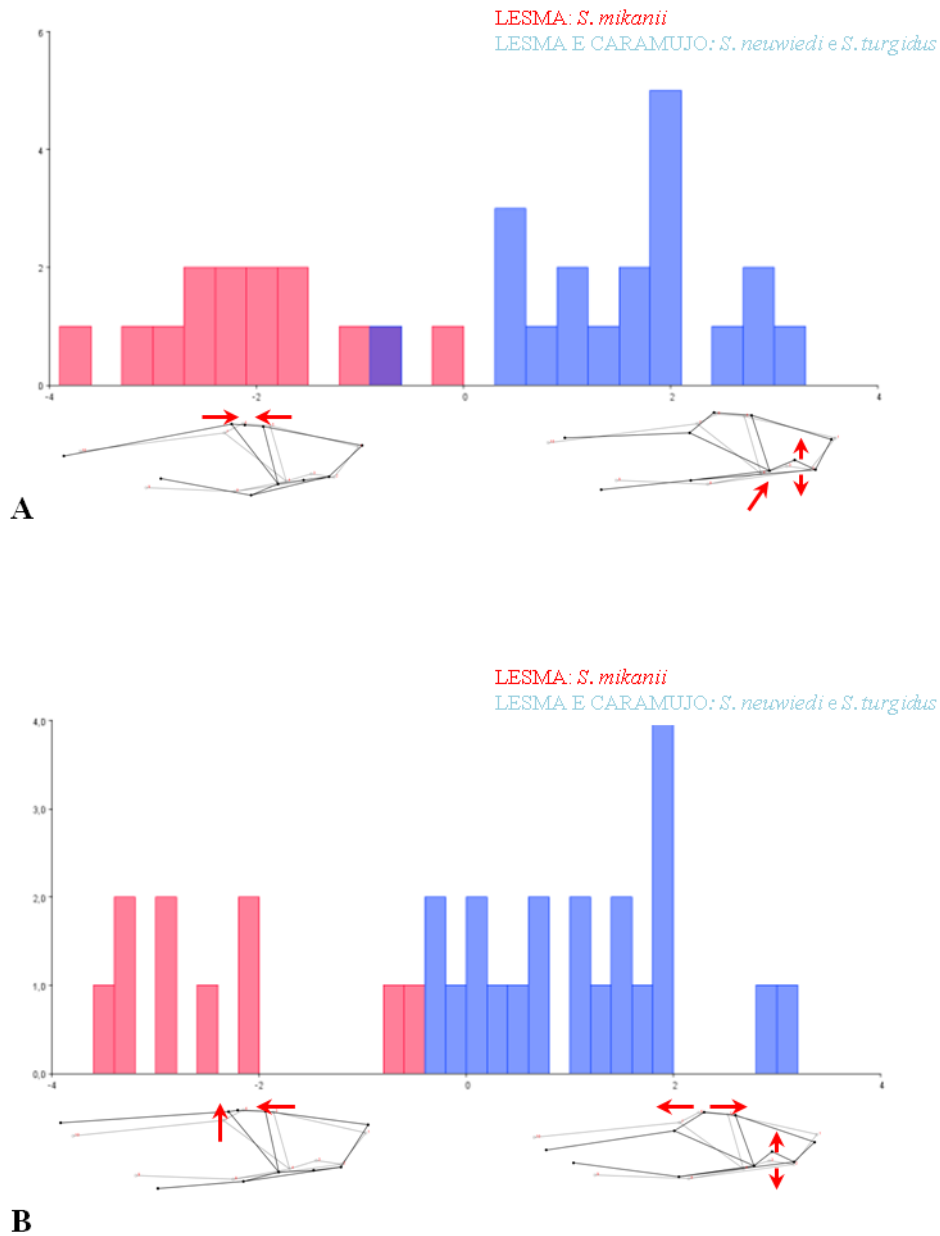 LESMA: S. mikanii
LESMA E CARAMUJO: S. neuwiedi e S. turgidus
6
4
2
0
-4 -2 0 2 4
A
LESMA: S. mikanii
LESMA E CARAMUJO: S. neuwiedi e S. turgidus
4,0
3,0
2,0
1,0
0,0
-4 -2 0 2 4
B